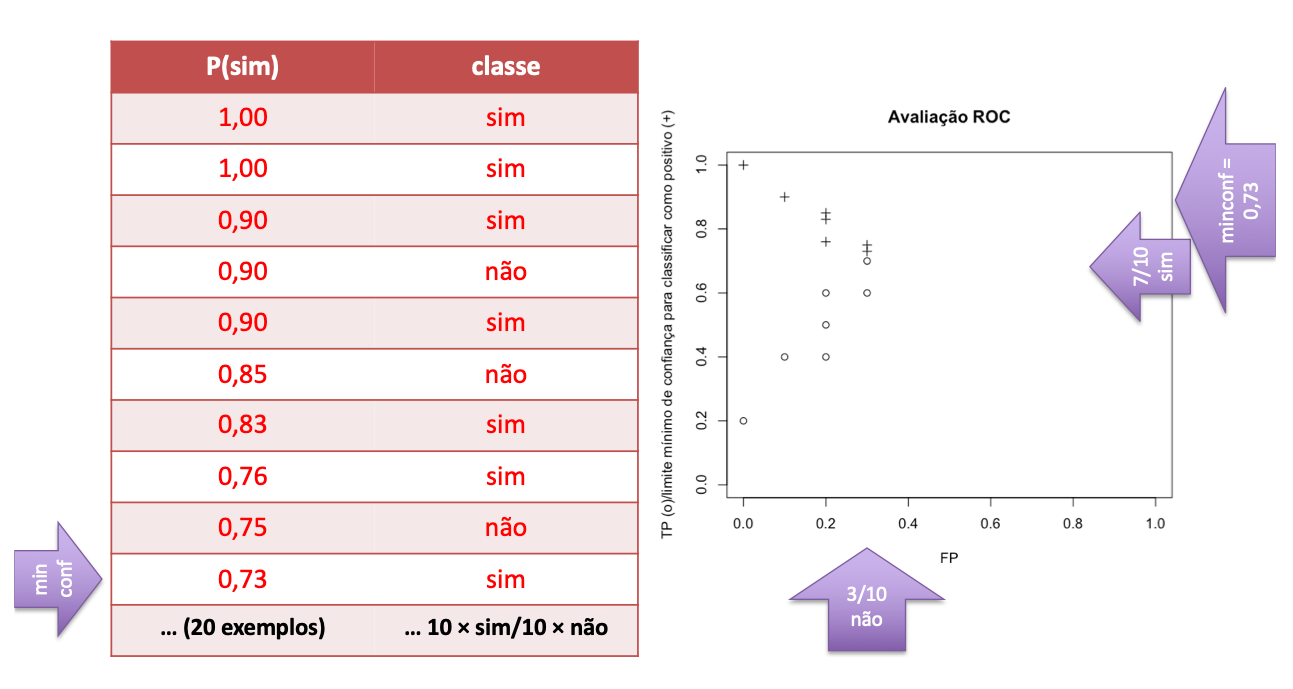 P(sim) classe
1,00 sim
1,00 sim
0,90 sim
0,90 não
0,90 sim
0,85 não
0,83 sim
0,76 sim
0,75 não
0,73 sim
... (20 exemplos) ... 10 × sim/10 × não
min
conf
Avaliação ROC
TP (o)/limite mínimo de confiança para classificar como positivo (+)
1.0
0.8
0.6
0.4
0.2
0.0
0.0 0.2 0.4 0.6 0.8 1.0
FP
minconf =
0,73
7/10
sim
3/10
não